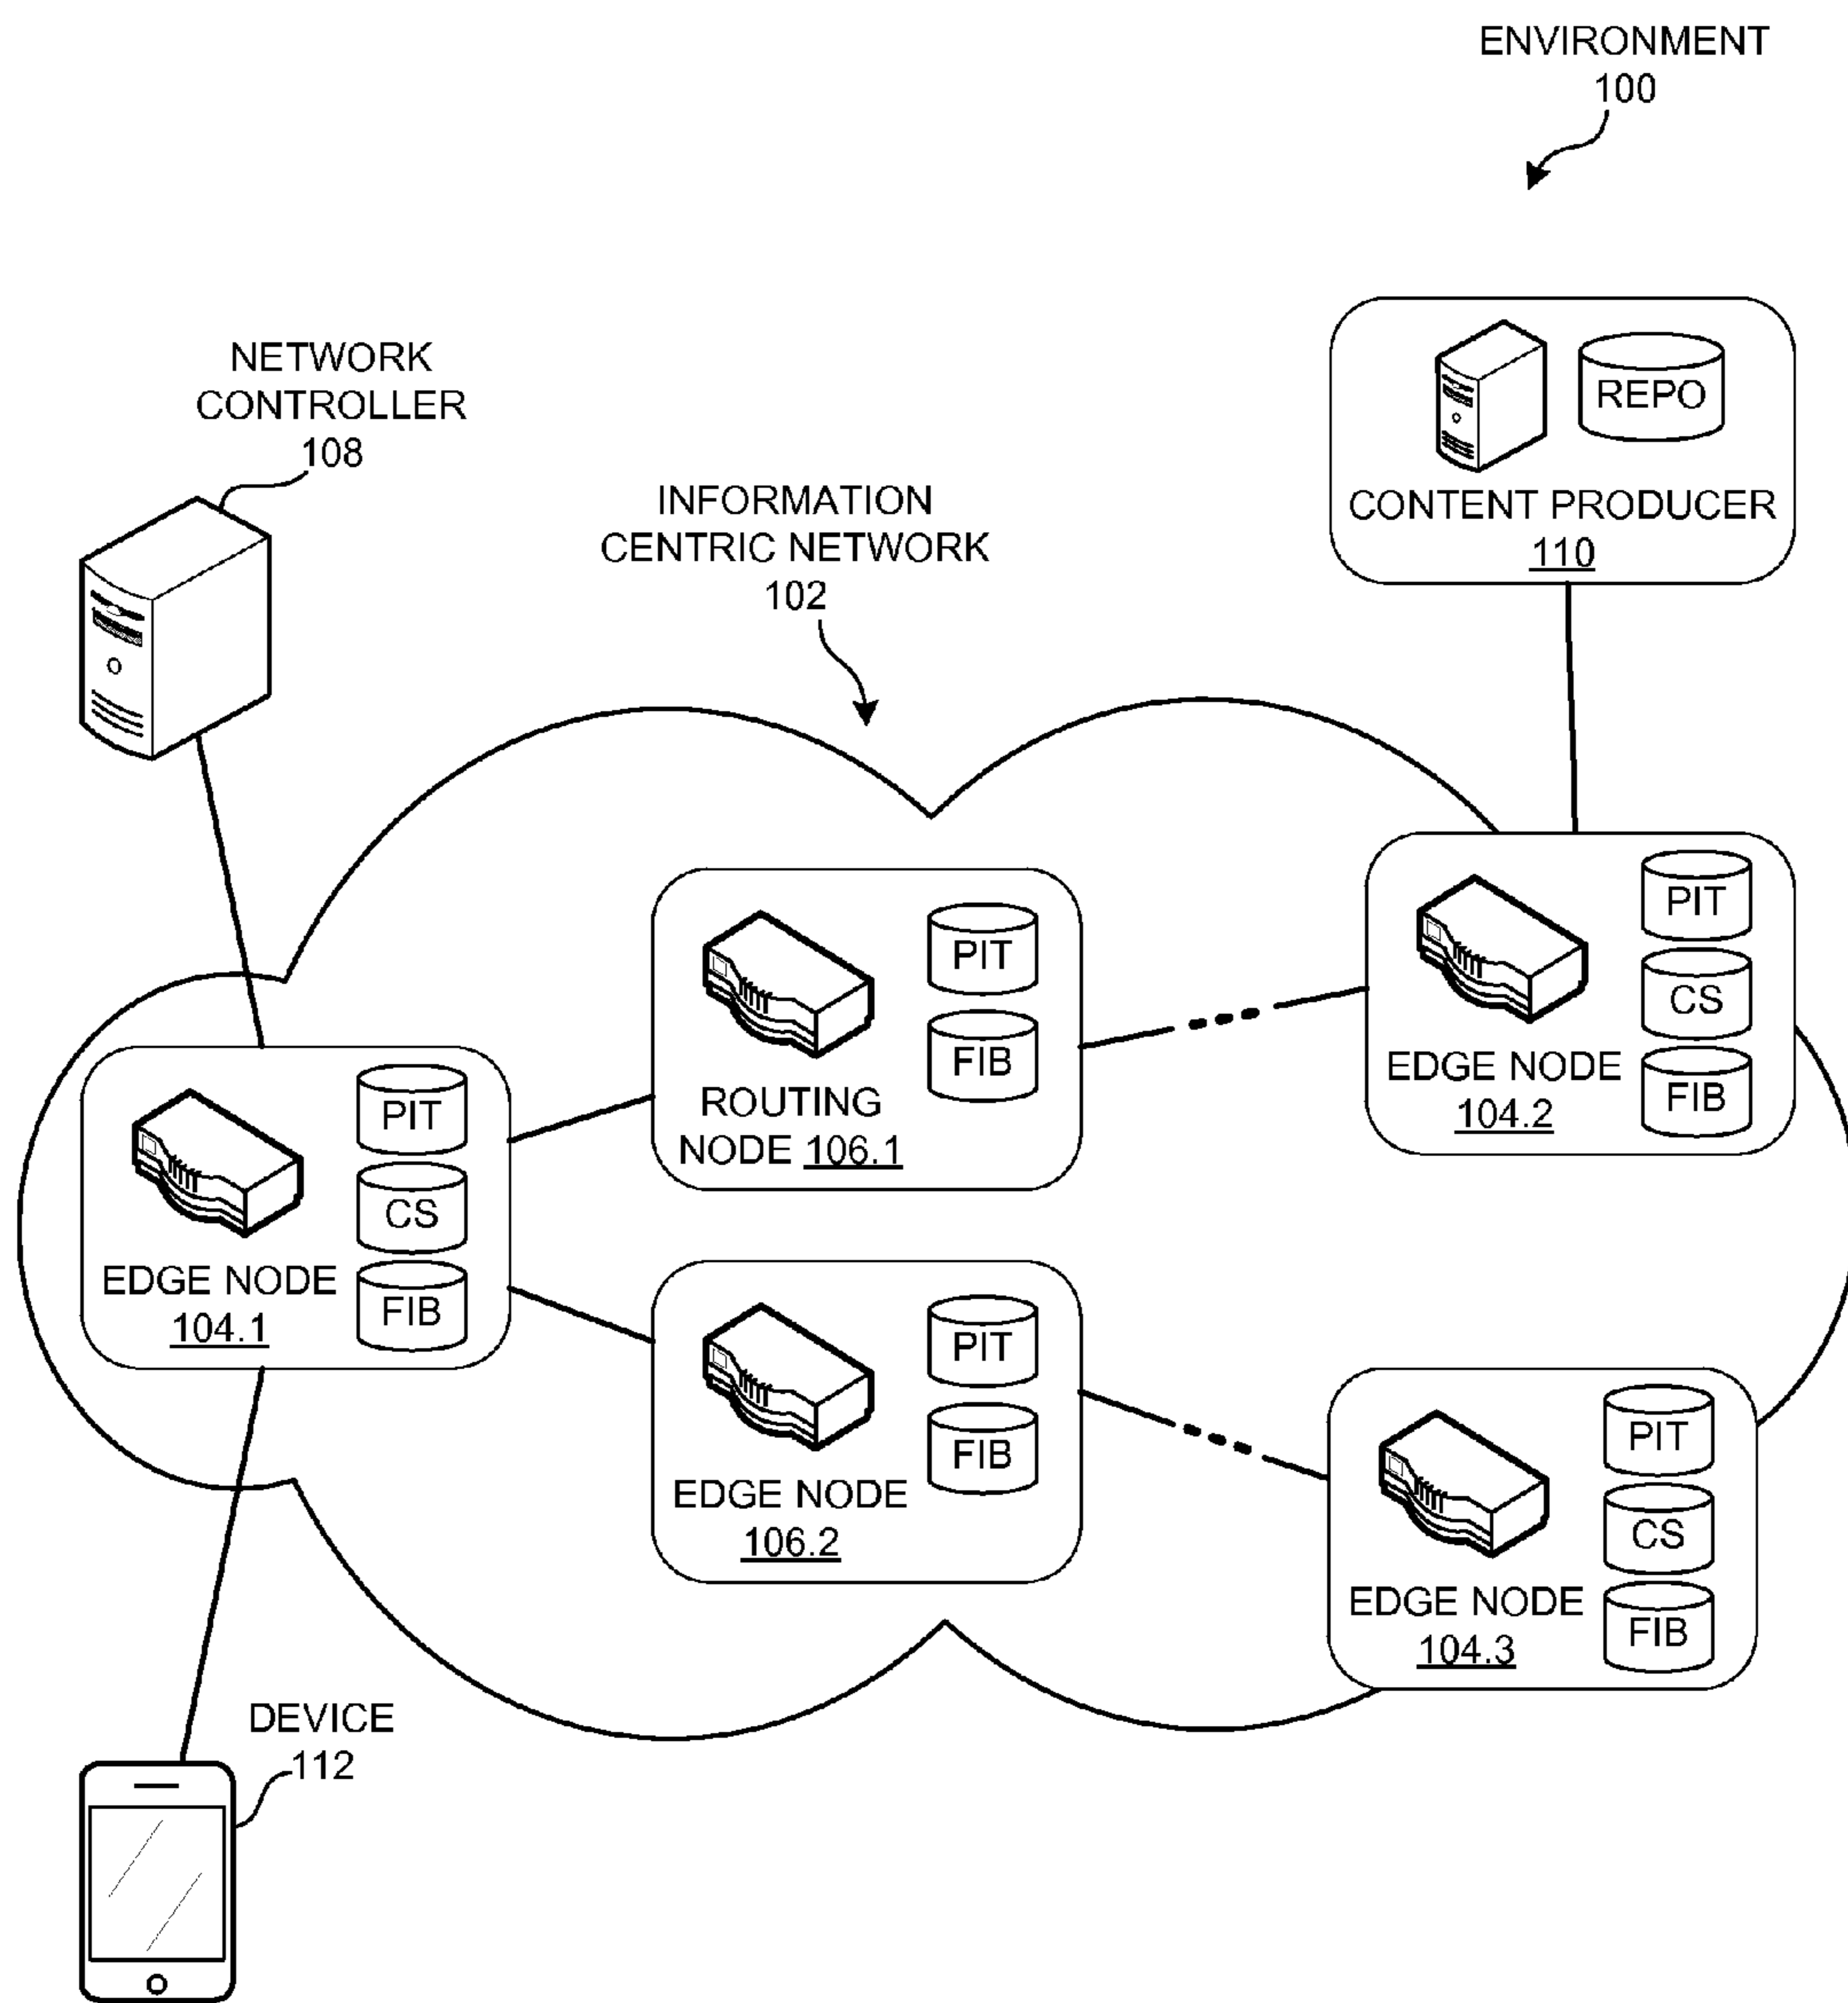 ENVIRONMENT
100
NETWORK
CONTROLLER
108
INFORMATION
CENTRIC NETWORK
102
REPO
CONTENT PRODUCER
110
PIT
FIB
ROUTING
NODE 106.1
PIT
CS
FIB
EDGE NODE
104.2
PIT
CS
FIB
EDGE NODE
104.1
PIT
FIB
EDGE NODE
106.2
PIT
CS
FIB
EDGE NODE
104.3
DEVICE
112